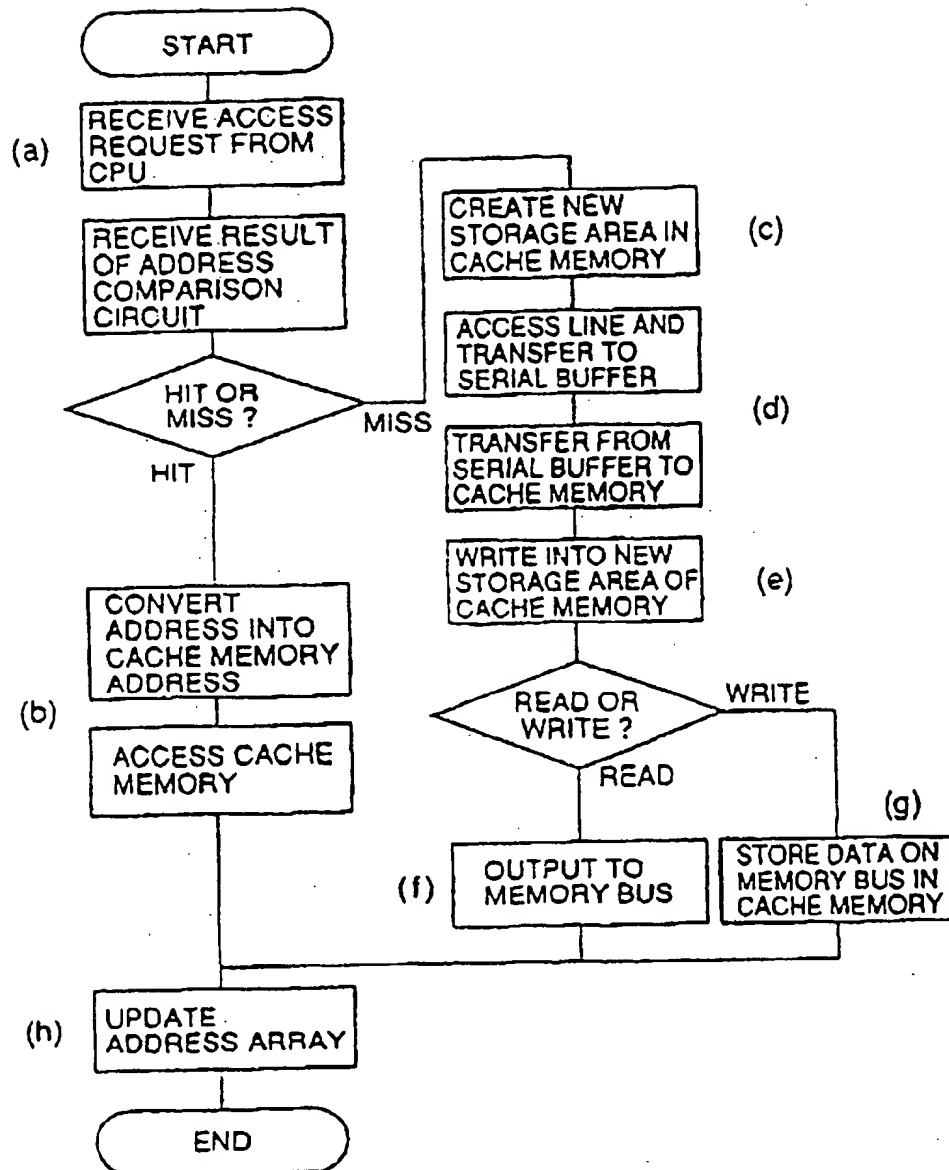 START
(a)
RECEIVE ACCESS
REQUEST FROM
CPU
RECEIVE RESULT
OF ADDRESS
COMPARISON
CIRCUIT
HIT OR
MISS ?
MISS
HIT
CREATE NEW
STORAGE AREA IN
CACHE MEMORY
(c)
ACCESS LINE AND
TRANSFER TO
SERIAL BUFFER
(d)
TRANSFER FROM
SERIAL BUFFER TO
CACHE MEMORY
WRITE INTO NEW
STORAGE AREA OF
CACHE MEMORY
(e)
CONVERT
ADDRESS INTO
CACHE MEMORY
ADDRESS
(b)
ACCESS CACHE
MEMORY
READ OR
WRITE ?
WRITE
READ
(f)
OUTPUT TO
MEMORY BUS
(g)
STORE DATA ON
MEMORY BUS IN
CACHE MEMORY
(h)
UPDATE
ADDRESS ARRAY
END